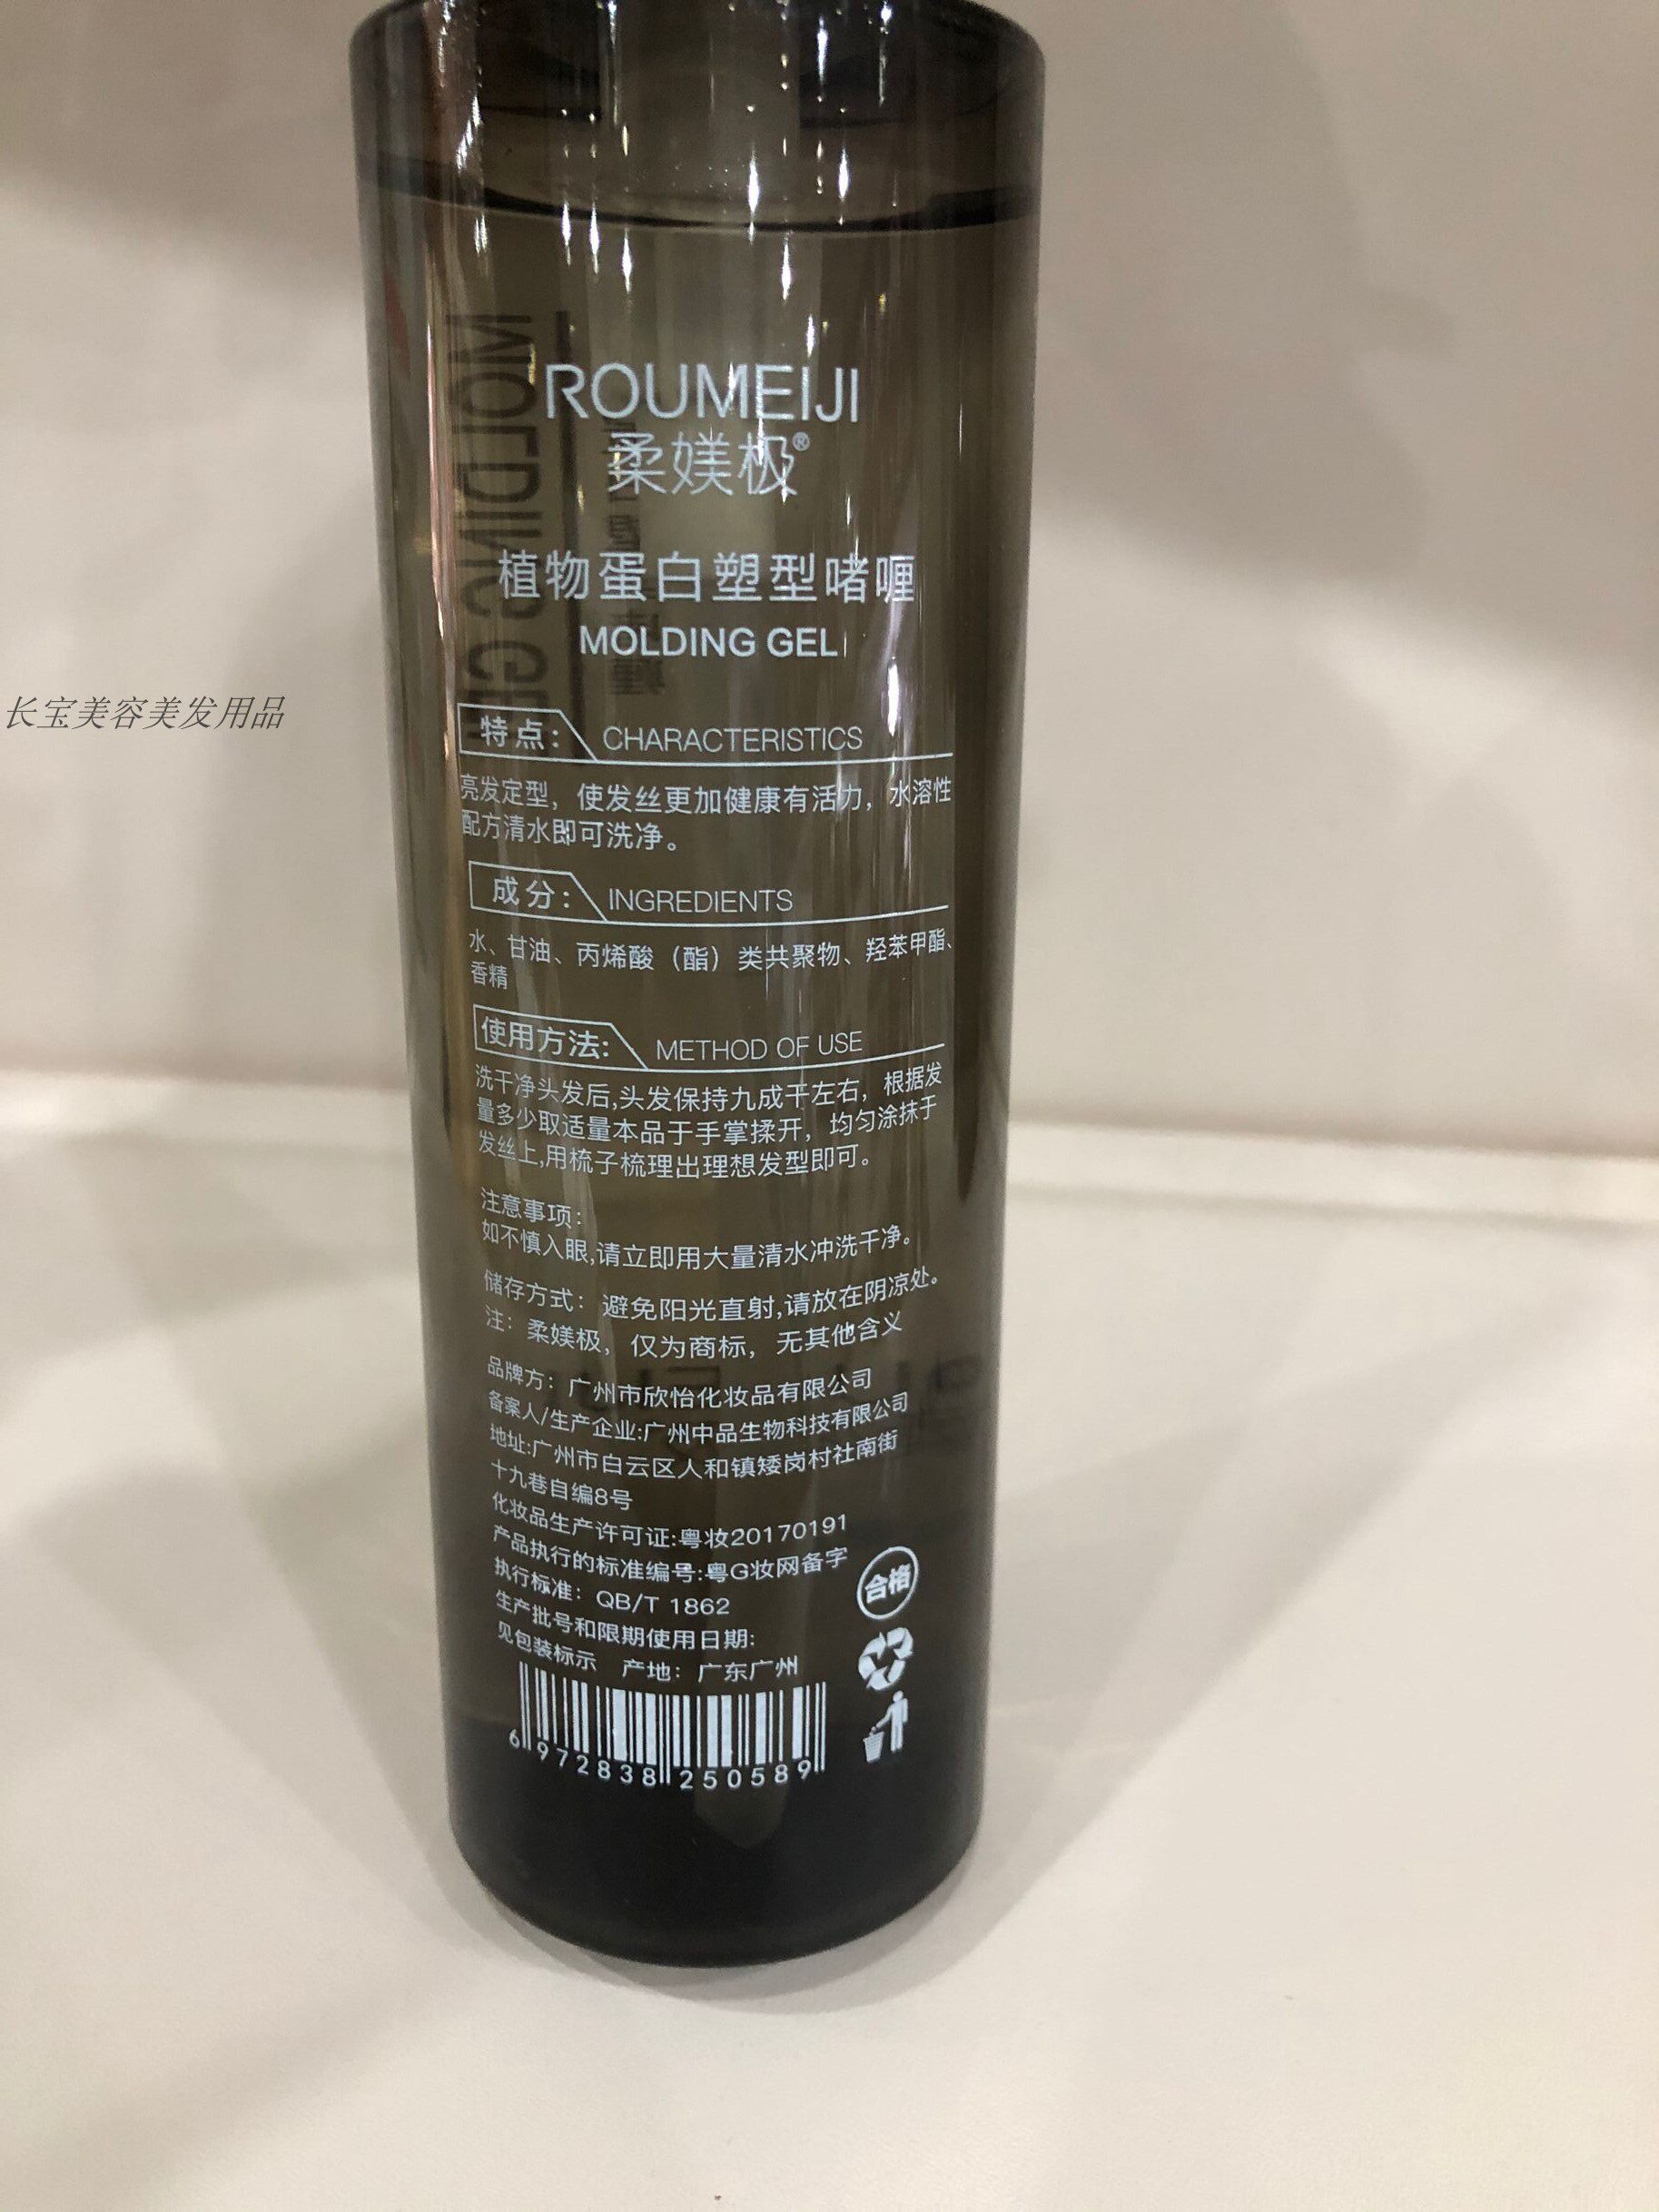 ROUMEIJI
柔媄极®
植物蛋白塑型啫喱
MOLDING GEL
特点: CHARACTERISTICS
亮发定型，使发丝更加健康有活力，水溶性
配方清水即可洗净。
成分: INGREDIENTS
水、甘油、丙烯酸（酯）类共聚物、羟苯甲酯、
香精
使用方法: METHOD OF USE
洗干净头发后,头发保持九成干左右，根据发
量多少取适量本品于手掌揉开，均匀涂抹于
发丝上,用梳子梳理出理想发型即可。
注意事项:
如不慎入眼,请立即用大量清水冲洗干净。
储存方式：避免阳光直射,请放在阴凉处。
注：柔媄极，仅为商标，无其他含义
品牌方：广州市欣怡化妆品有限公司
备案人/生产企业:广州中品生物科技有限公司
地址:广州市白云区人和镇矮岗村社南街
十九巷自编8号
化妆品生产许可证:粤妆20170191
产品执行的标准编号:粤G妆网备字
执行标准：QB/T 1862
生产批号和限期使用日期:
见包装标示 产地：广东广州
合格
6 972838 250589
长宝美容美发用品
MOLDING GE